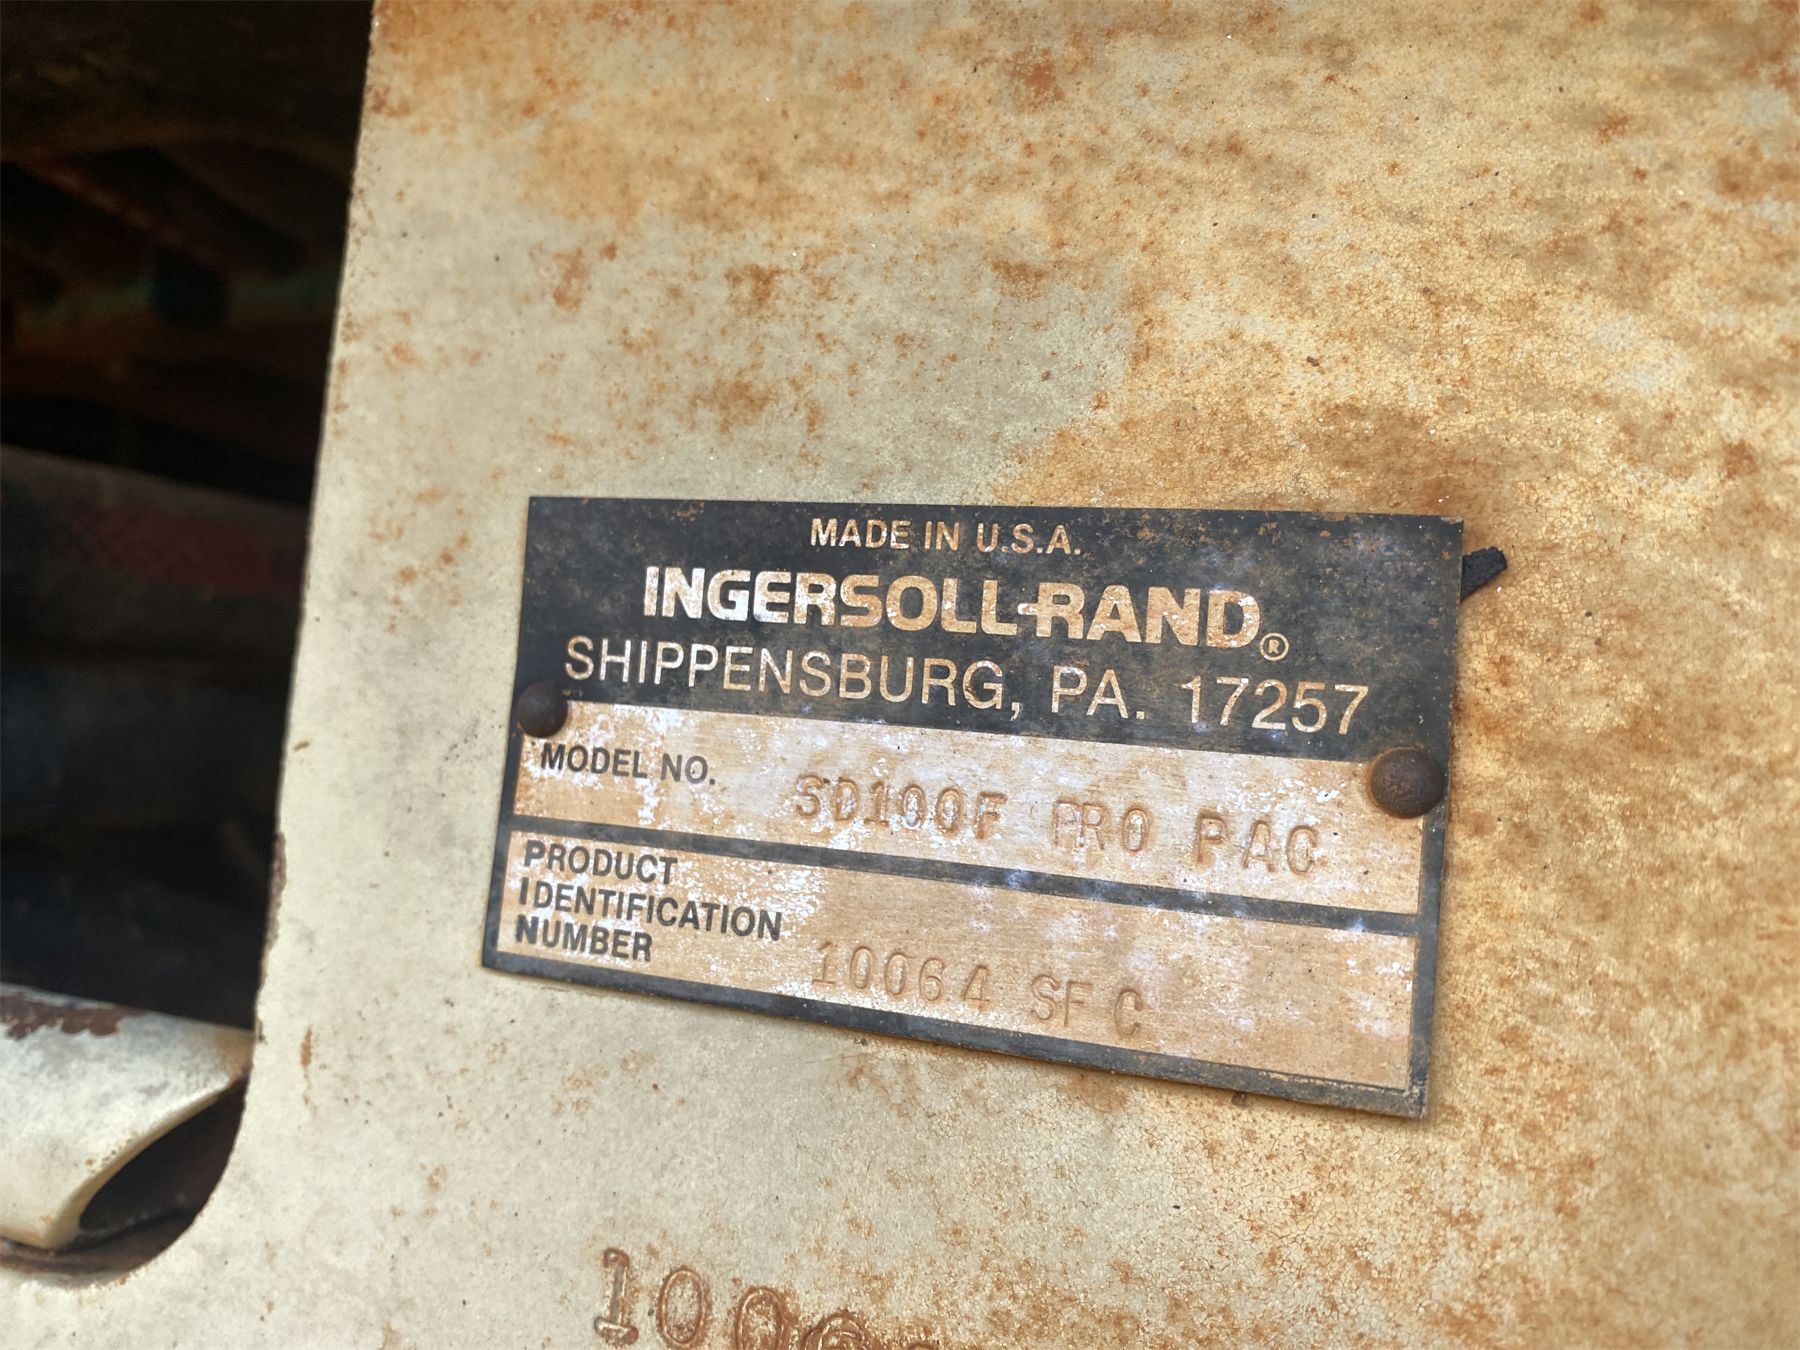 MADE IN U.S.A.
INGERSOLL-RAND®
SHIPPENSBURG, PA. 17257
MODEL NO. SD100F PRO PAC
PRODUCT
IDENTIFICATION
NUMBER 10064 SFC